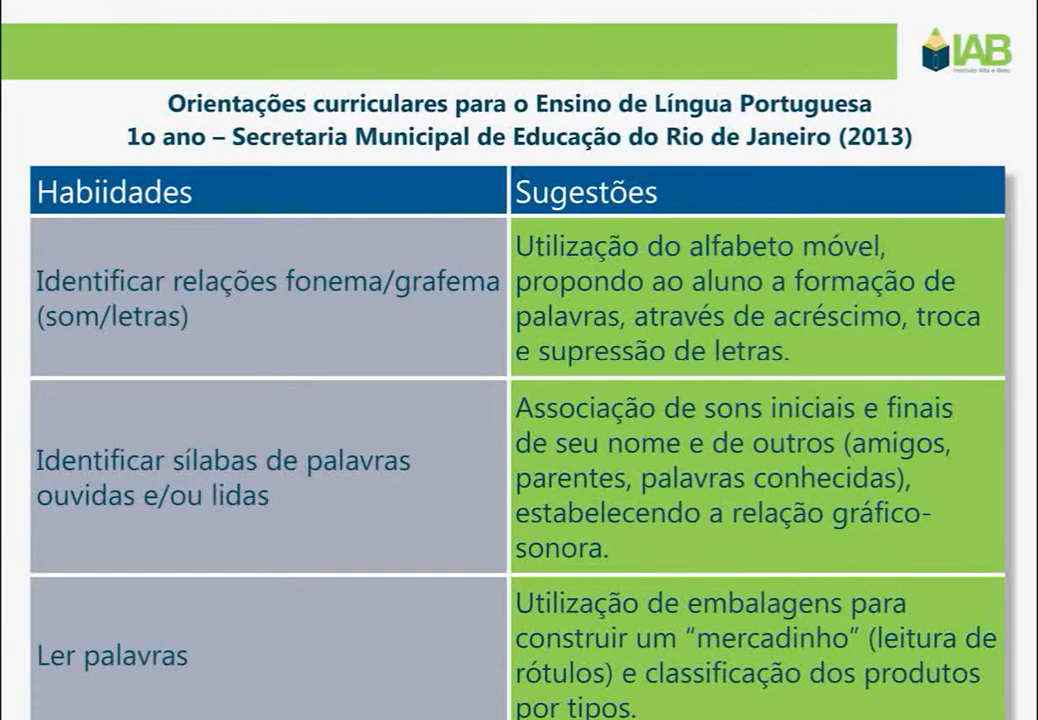 IAB
Instituto Alfa e Beto
Orientações curriculares para o Ensino de Língua Portuguesa
1o ano – Secretaria Municipal de Educação do Rio de Janeiro (2013)
Habiidades
Sugestões
Identificar relações fonema/grafema
(som/letras)
Utilização do alfabeto móvel,
propondo ao aluno a formação de
palavras, através de acréscimo, troca
e supressão de letras.
Identificar sílabas de palavras
ouvidas e/ou lidas
Associação de sons iniciais e finais
de seu nome e de outros (amigos,
parentes, palavras conhecidas),
estabelecendo a relação gráfico-
sonora.
Ler palavras
Utilização de embalagens para
construir um “mercadinho” (leitura de
rótulos) e classificação dos produtos
por tipos.